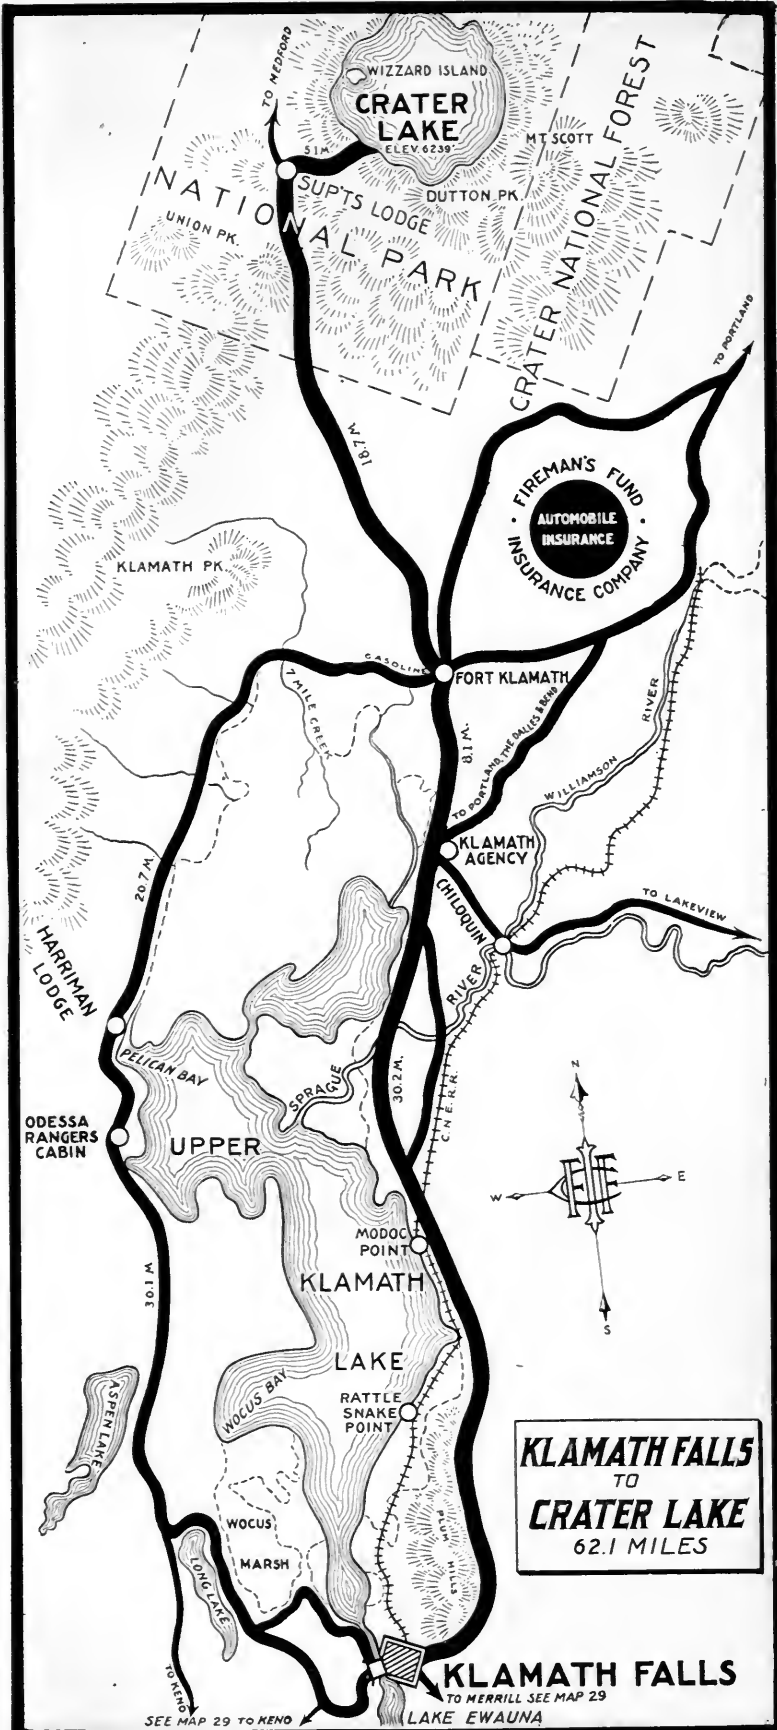 TO MEDFORD
WIZZARD ISLAND
CRATER
LAKE
ELEV. 6239'
MT SCOTT
51M.
SUP'TS LODGE
DUTTON PK.
NATIONAL PARK
UNION PK.
CRATER NATIONAL FOREST
TO PORTLAND
18.7 M.
FIREMAN'S FUND
AUTOMOBILE
INSURANCE
INSURANCE COMPANY
KLAMATH PK.
GASOLINE
FORT KLAMATH
7 MILE CREEK
8.1 M.
TO PORTLAND, THE DALLES & BEND
WILLIAMSON
RIVER
KLAMATH
AGENCY
CHILOQUIN
TO LAKEVIEW
20.7 M.
HARRIMAN
LODGE
PELICAN BAY
SPRAGUE
RIVER
30.2 M.
C.N.E.R.R.
ODESSA
RANGERS
CABIN
UPPER
N
W
E
S
MODOC
POINT
KLAMATH
30.1 M
LAKE
WOCUS BAY
RATTLE
SNAKE
POINT
ASPEN LAKE
KLAMATH FALLS
TO
CRATER LAKE
62.1 MILES
WOCUS
MARSH
PLUM HILLS
LONG LAKE
KLAMATH FALLS
TO MERRILL SEE MAP 29
TO KENO
SEE MAP 29 TO KENO
LAKE EWAUNA